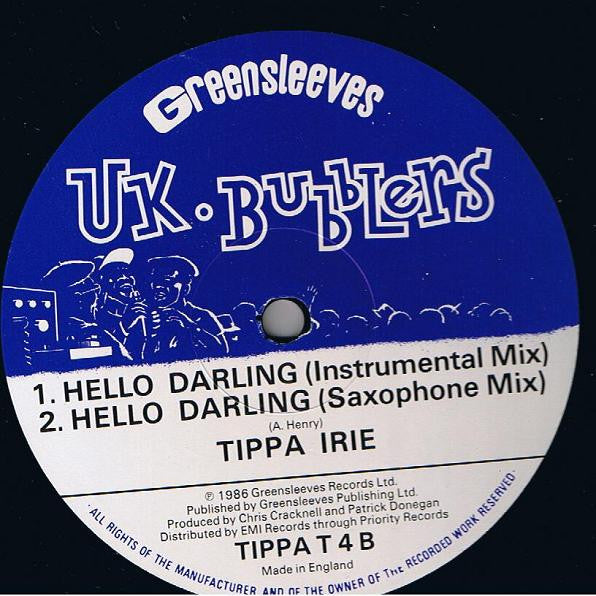 Greensleeves
UK·BubbLers
1. HELLO DARLING (Instrumental Mix)
2. HELLO DARLING (Saxophone Mix)
(A. Henry)
TIPPA IRIE
℗ 1986 Greensleeves Records Ltd.
Published by Greensleeves Publishing Ltd.
Produced by Chris Cracknell and Patrick Donegan
Distributed by EMI Records through Priority Records
TIPPA T 4 B
Made in England
·ALL RIGHTS OF THE MANUFACTURER AND OF THE OWNER OF THE RECORDED WORK RESERVED·